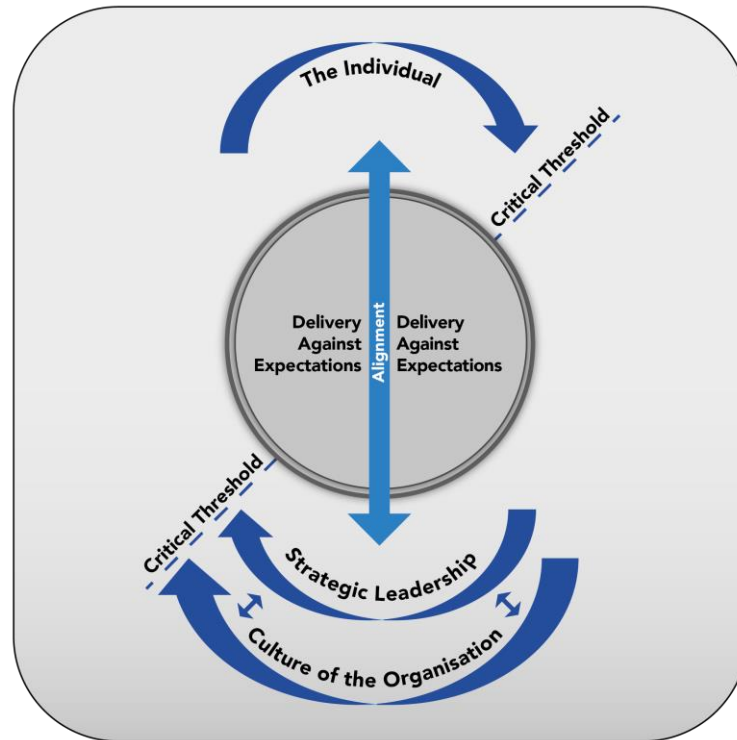 The Individual
Critical Threshold
Delivery
Against
Expectations
Alignment
Delivery
Against
Expectations
Critical Threshold
Strategic Leadership
Culture of the Organisation